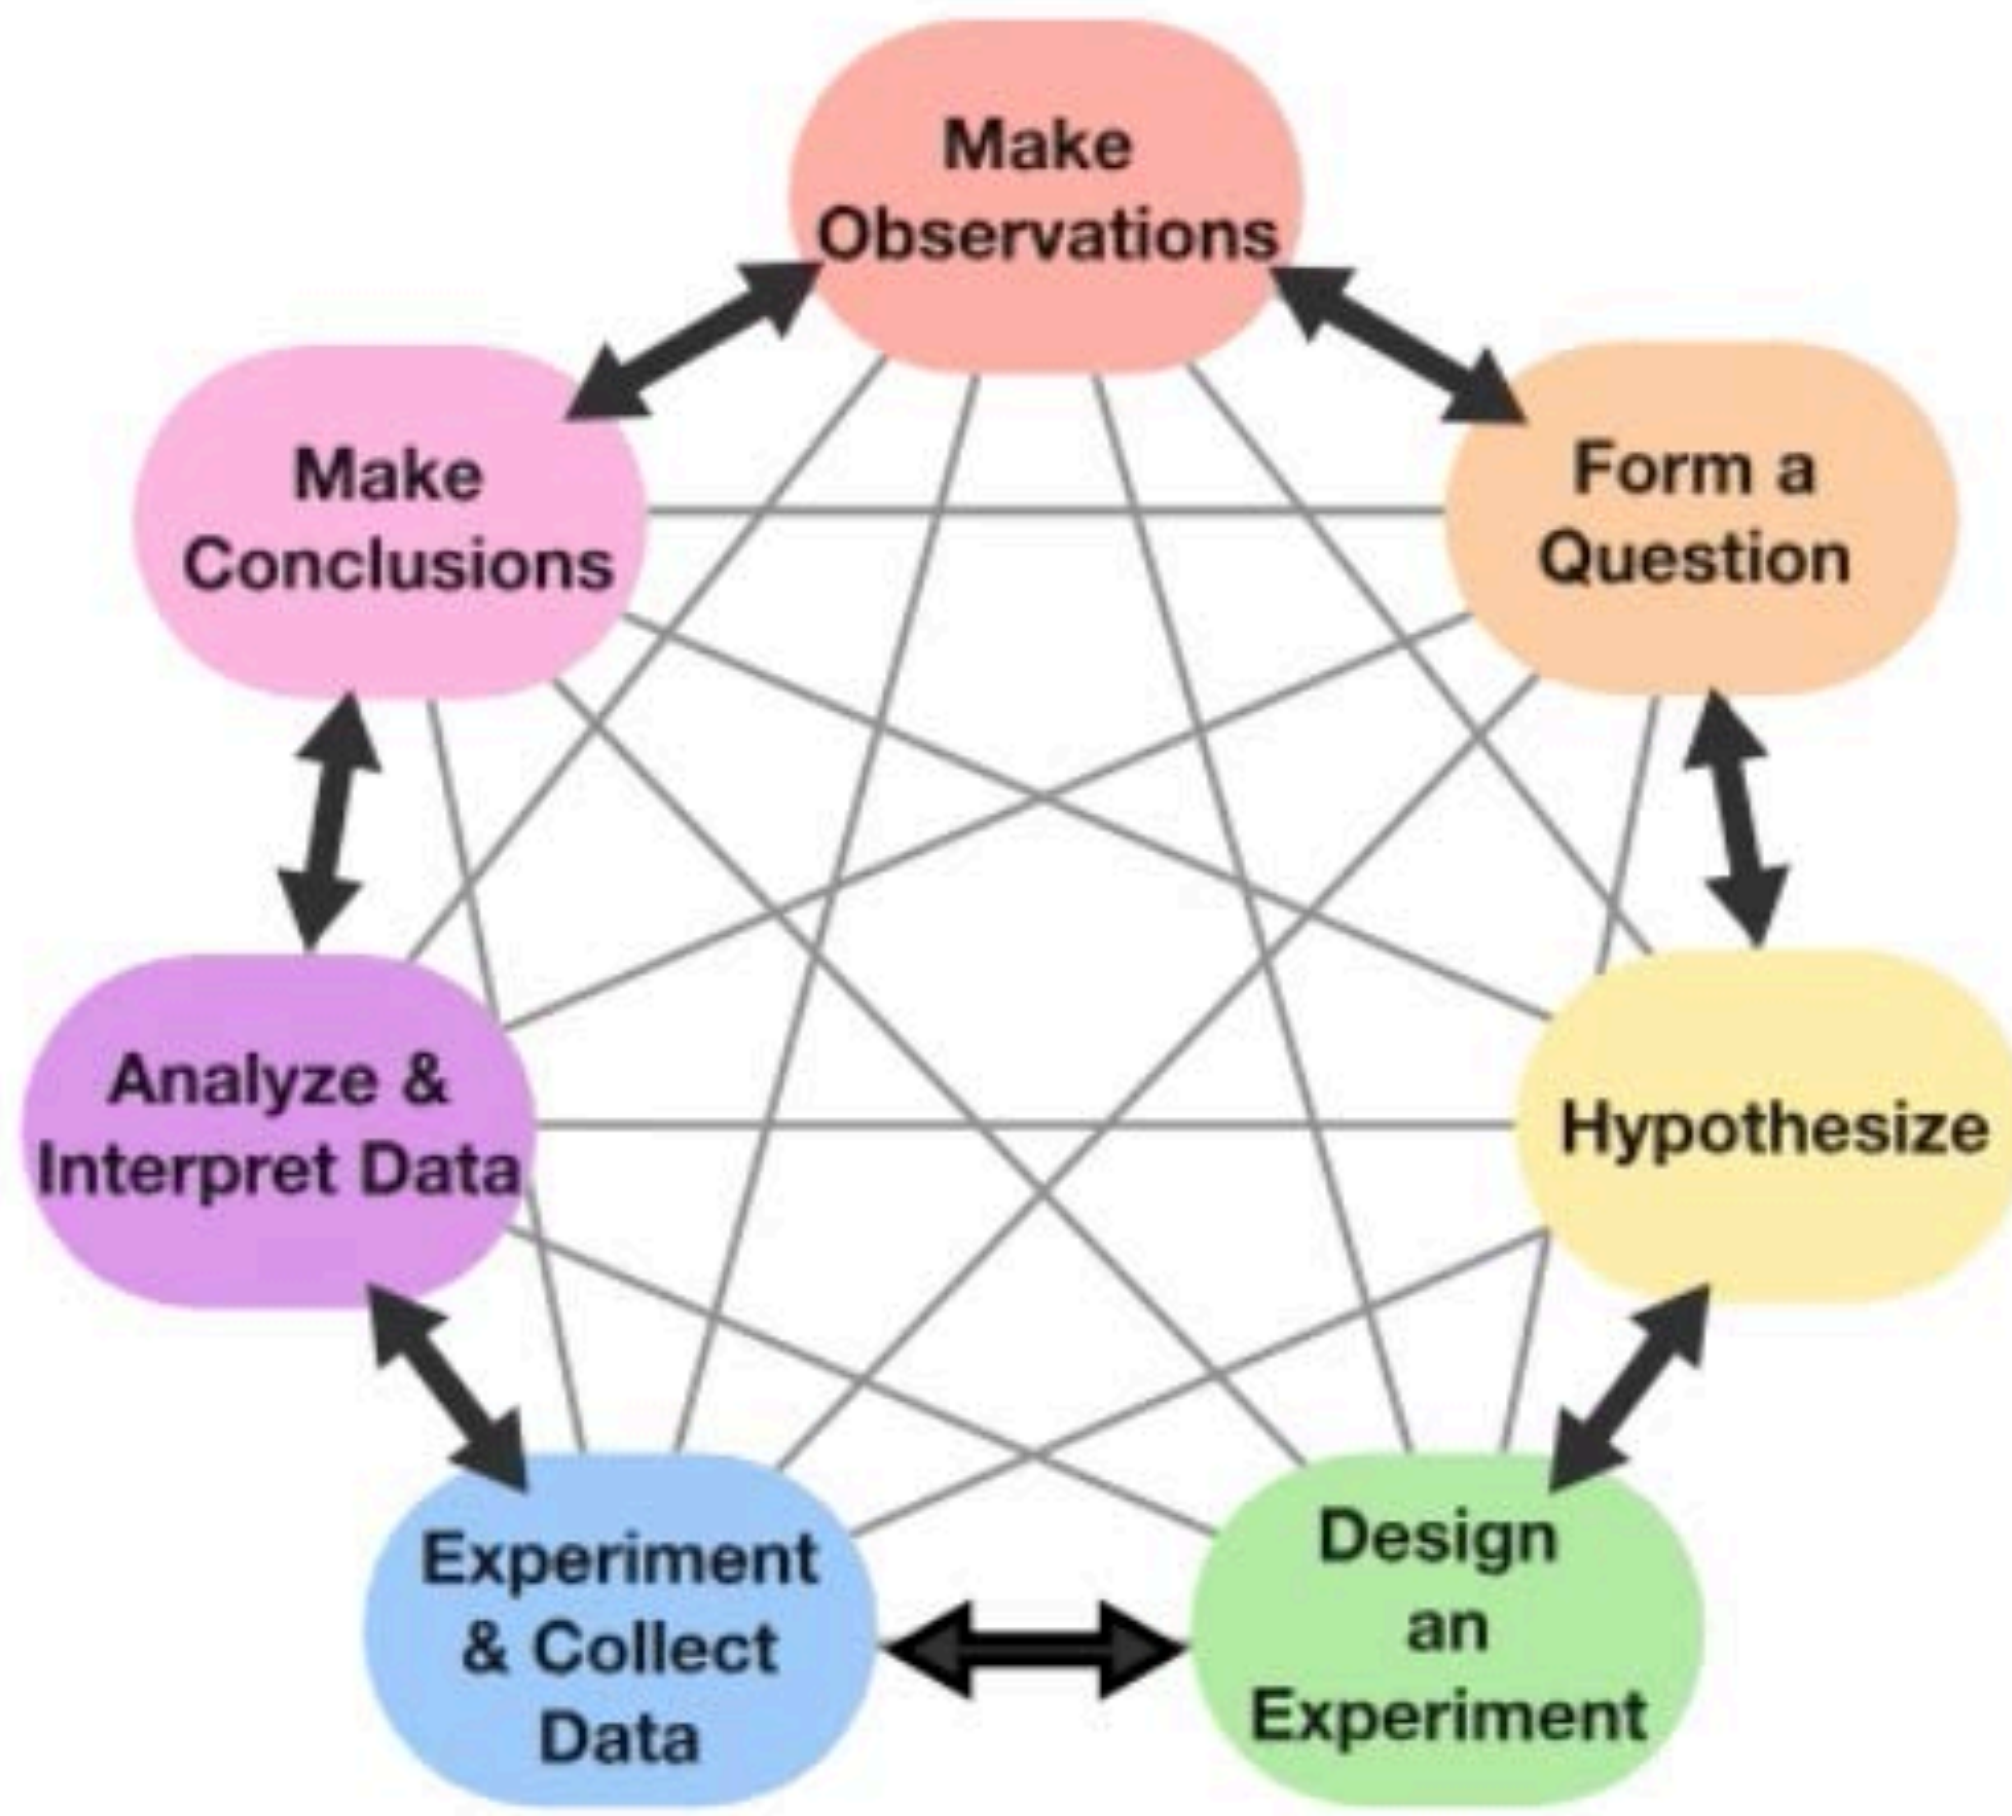 Make
Observations
Form a
Question
Hypothesize
Design
an
Experiment
Experiment
& Collect
Data
Analyze &
Interpret Data
Make
Conclusions